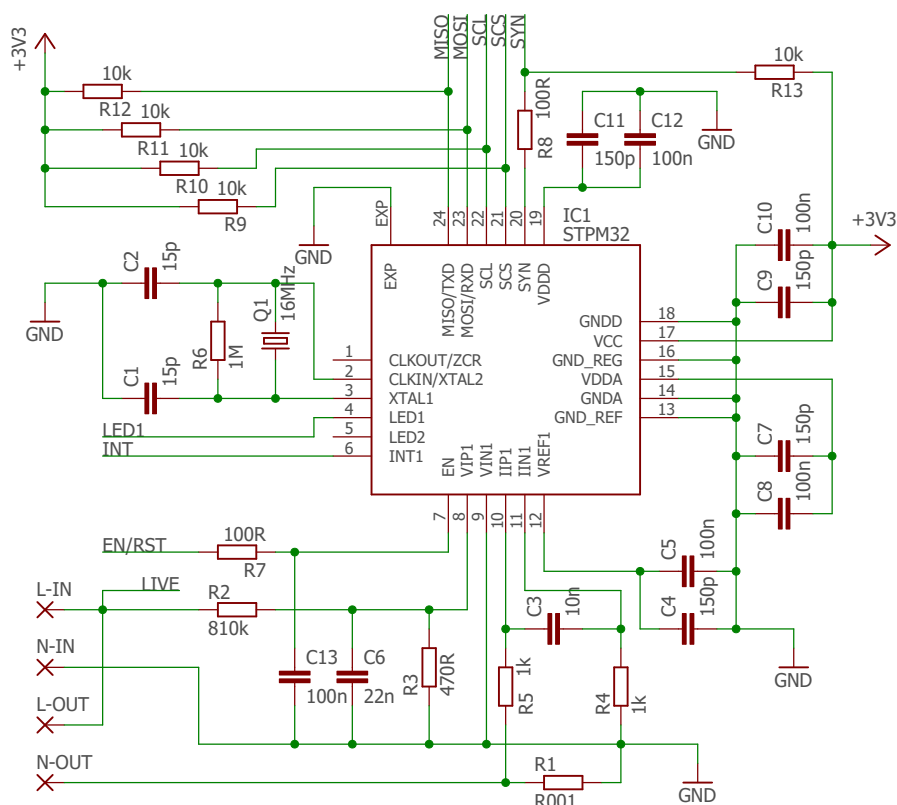 +3V3
MISO
MOSI
SCL
SCS
SYN
10k
R12
10k
R11
10k
R10
10k
R9
100R
R8
C11
150p
C12
100n
GND
10k
R13
GND
EXP
24
23
22
21
20
19
IC1
STPM32
C10
100n
+3V3
C9
150p
EXP
MISO/TXD
MOSI/RXD
SCL
SCS
SYN
VDDD
C2
15p
GND
R6
1M
Q1
16MHz
C1
15p
1
CLKOUT/ZCR
2
CLKIN/XTAL2
3
XTAL1
4
LED1
5
LED2
6
INT1
GNDD
18
VCC
17
GND_REG
16
VDDA
15
GNDA
14
GND_REF
13
LED1
INT
EN
VIP1
VIN1
IIP1
IIN1
VREF1
7
8
9
10
11
12
C7
150p
C8
100n
EN/RST
100R
R7
C5
100n
C4
150p
GND
L-IN
LIVE
R2
810k
C3
10n
N-IN
C13
100n
C6
22n
R3
470R
R5
1k
R4
1k
L-OUT
N-OUT
R1
R001
GND